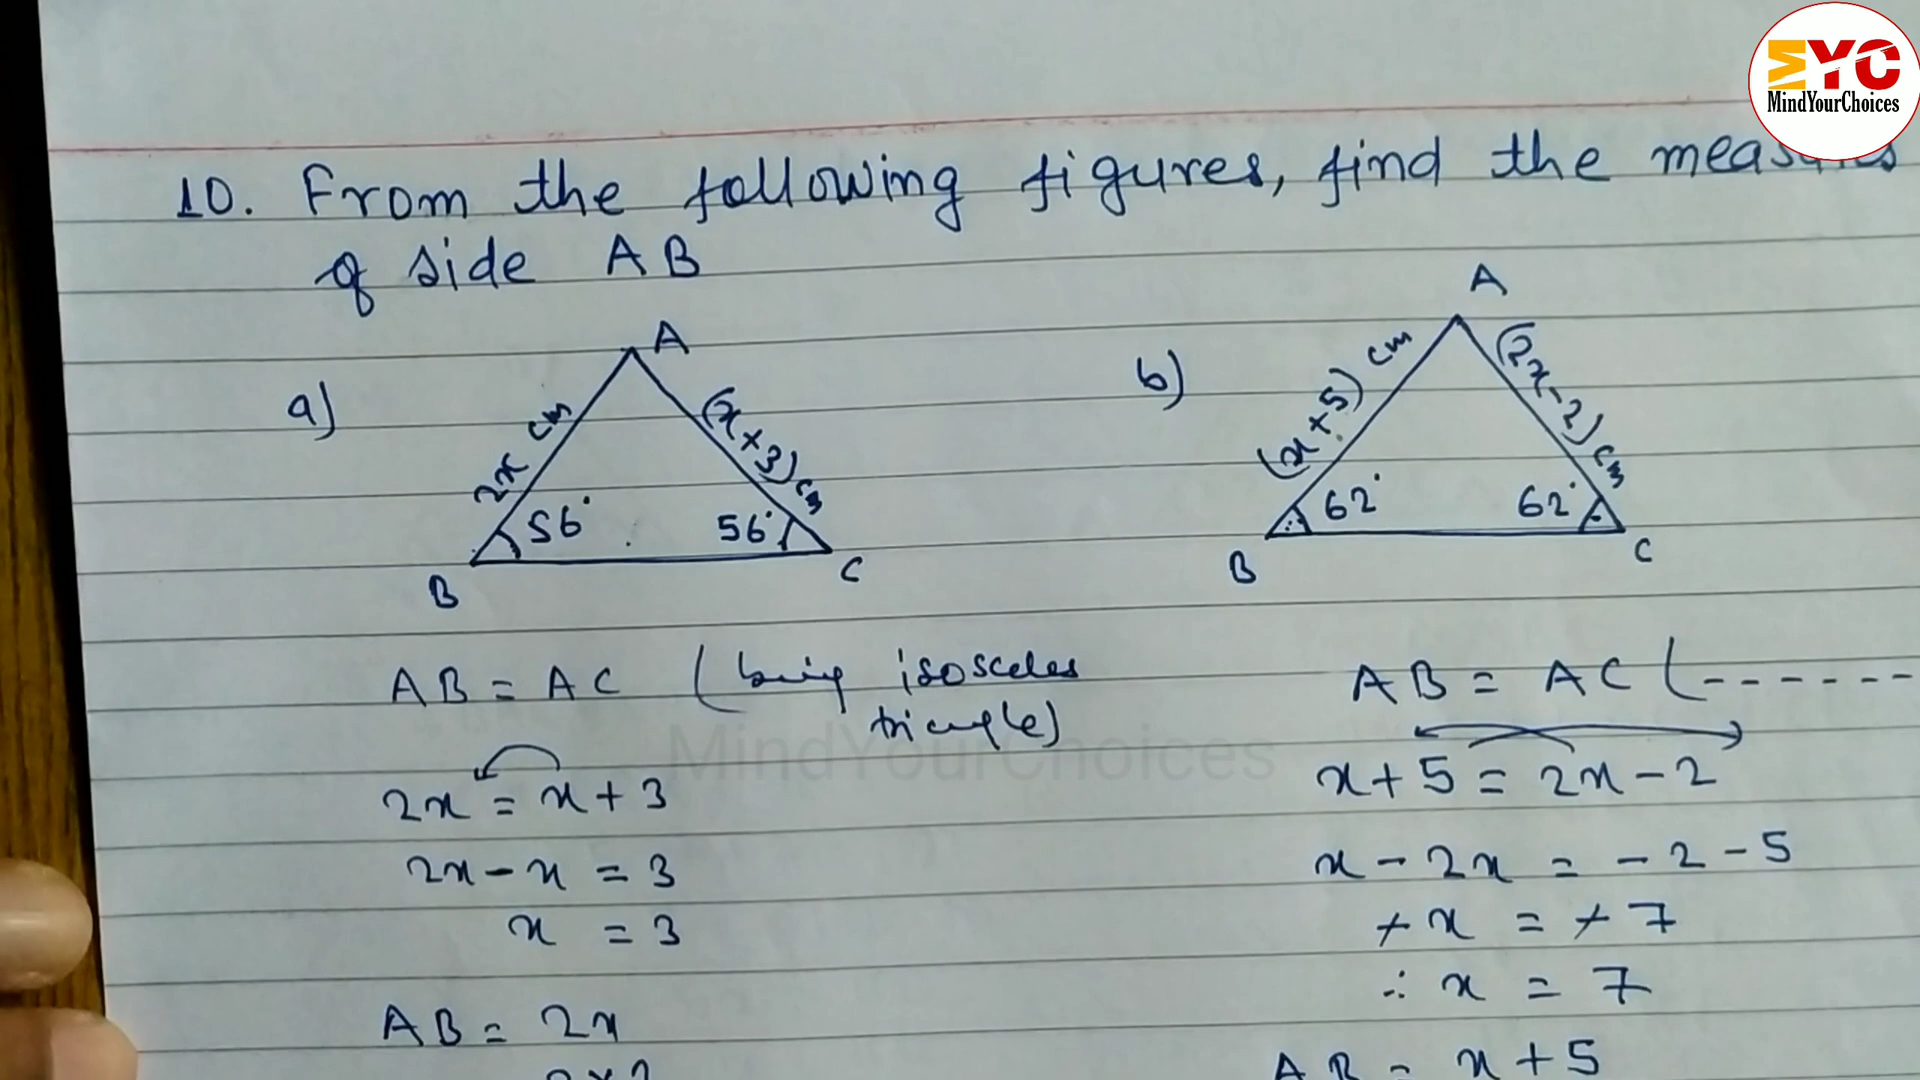 MYC
MindYourChoices
10. From the following figures, find the measures
of side AB
a)
A
2x cm
(x+3) cm
56°
56°
B
C
b)
A
(x+5) cm
(2x-2) cm
62°
62°
B
C
AB = AC (being isosceles
triangle)
2x = x+3
2x-x = 3
x = 3
AB = 2x
AB = AC (------
x+5 = 2x-2
x-2x = -2-5
-x = -7
∴ x = 7
AB = x+5
MindYourChoices